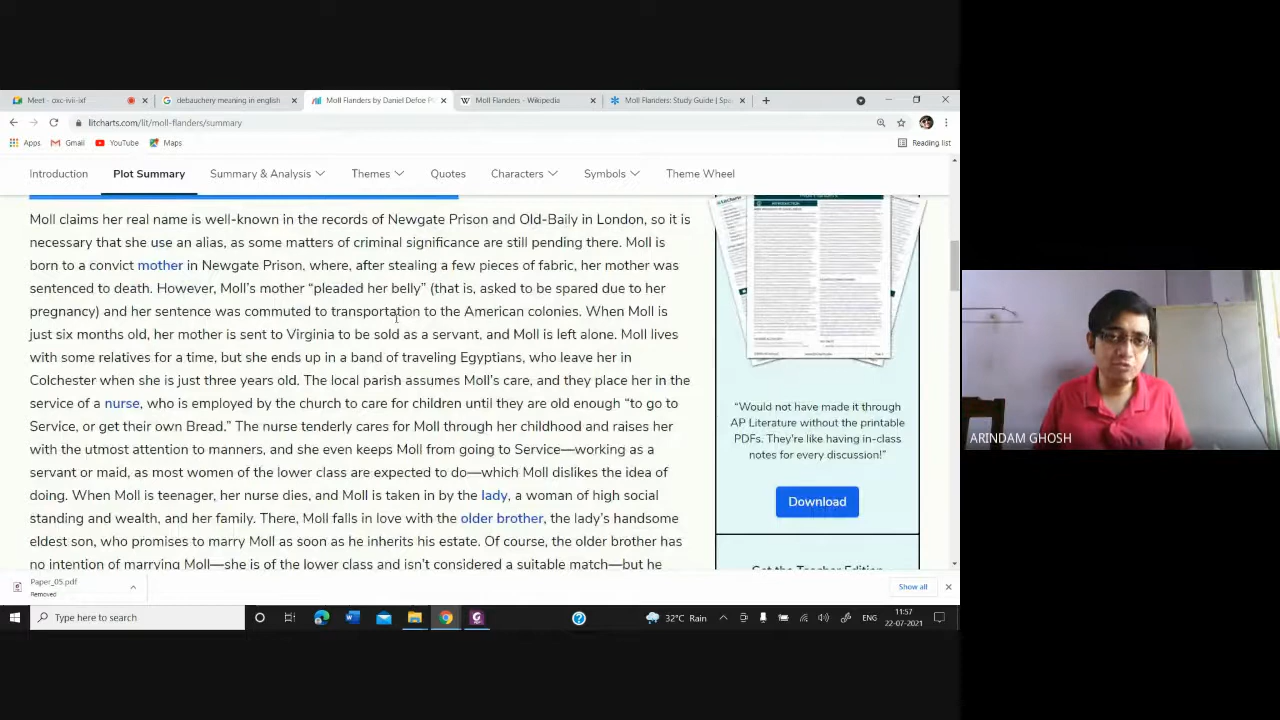 Meet - oxc-ivii-ixf
debauchery meaning in english
Moll Flanders by Daniel Defoe
Moll Flanders - Wikipedia
Moll Flanders: Study Guide |
litcharts.com/lit/moll-flanders/summary
Apps
Gmail
YouTube
Maps
Reading list
Introduction
Plot Summary
Summary & Analysis
Themes
Quotes
Characters
Symbols
Theme Wheel
her real name is well-known in the records of Newgate Prison and Old-Baily in London, so it is
necessary that she use an alias, as some matters of criminal significance are still pending there. Moll is
mother in Newgate Prison, where, after stealing a few pieces of her mother was
sentenced to However, Moll's mother “pleaded her belly” (that is, asked to be spared due to her
pregnancy), was commuted to transportation to the American Moll is
just mother is sent to Virginia to be sold as a servant, and Moll Moll lives
with some relatives for a time, but she ends up in a band of traveling Egyptians, who leave her in
Colchester when she is just three years old. The local parish assumes Moll's care, and they place her in the
service of a nurse, who is employed by the church to care for children until they are old enough “to go to
Service, or get their own Bread.” The nurse tenderly cares for Moll through her childhood and raises her
with the utmost attention to manners, and she even keeps Moll from going to Service—working as a
servant or maid, as most women of the lower class are expected to do—which Moll dislikes the idea of
doing. When Moll is teenager, her nurse dies, and Moll is taken in by the lady, a woman of high social
standing and wealth, and her family. There, Moll falls in love with the older brother, the lady's handsome
eldest son, who promises to marry Moll as soon as he inherits his estate. Of course, the older brother has
no intention of marrying Moll—she is of the lower class and isn't considered a suitable match—but he
“Would not have made it through
AP Literature without the printable
PDFs. They're like having in-class
notes for every discussion!”
Download
Get the Teacher Edition
ARINDAM GHOSH
Paper_05.pdf
Removed
Show all
Type here to search
32°C Rain
ENG
11:57
22-07-2021